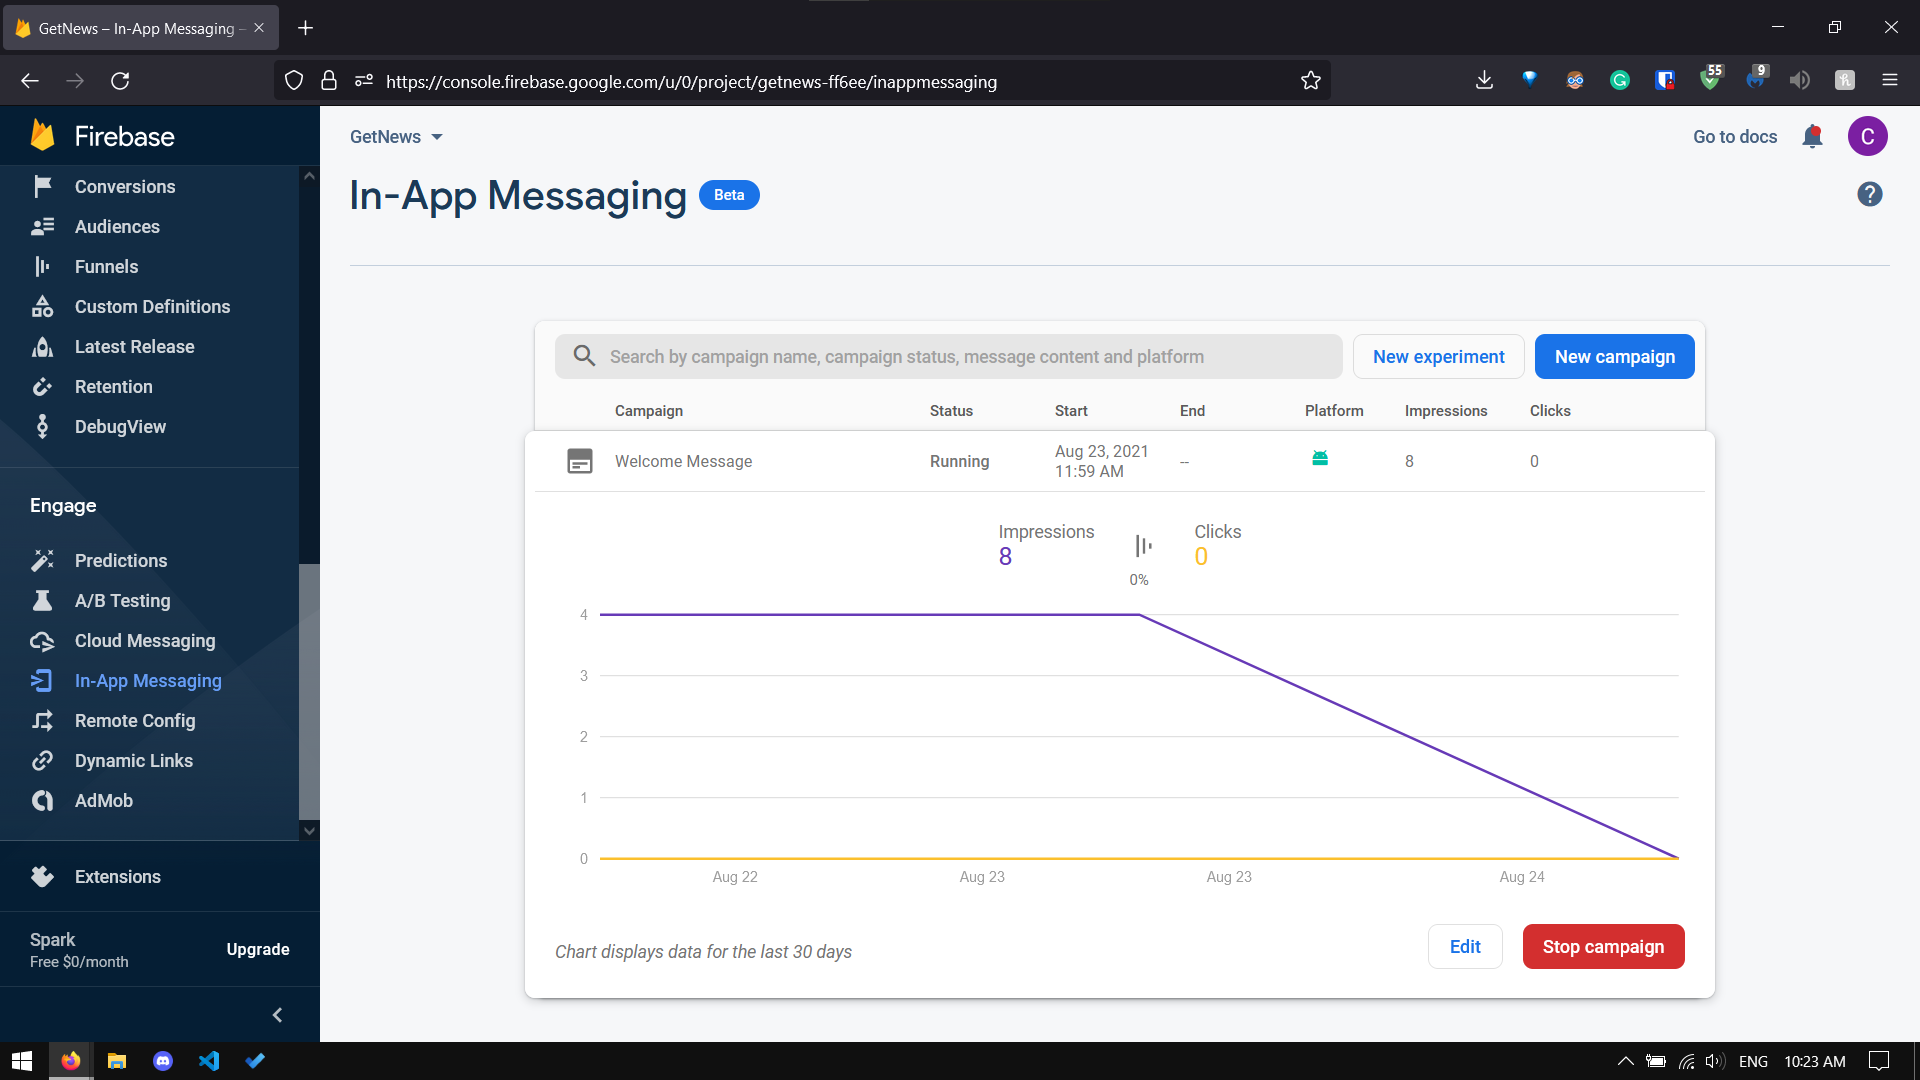 GetNews – In-App Messaging –
https://console.firebase.google.com/u/0/project/getnews-ff6ee/inappmessaging
55
9
Firebase
Conversions
Audiences
Funnels
Custom Definitions
Latest Release
Retention
DebugView
Engage
Predictions
A/B Testing
Cloud Messaging
In-App Messaging
Remote Config
Dynamic Links
AdMob
Extensions
Spark
Free $0/month
Upgrade
GetNews
Go to docs
C
In-App Messaging Beta
?
Search by campaign name, campaign status, message content and platform
New experiment
New campaign
Campaign Status Start End Platform Impressions Clicks
Welcome Message Running Aug 23, 2021 11:59 AM -- 8 0
Impressions Clicks
8 0
0%
4
3
2
1
0
Aug 22 Aug 23 Aug 23 Aug 24
Chart displays data for the last 30 days
Edit
Stop campaign
ENG 10:23 AM